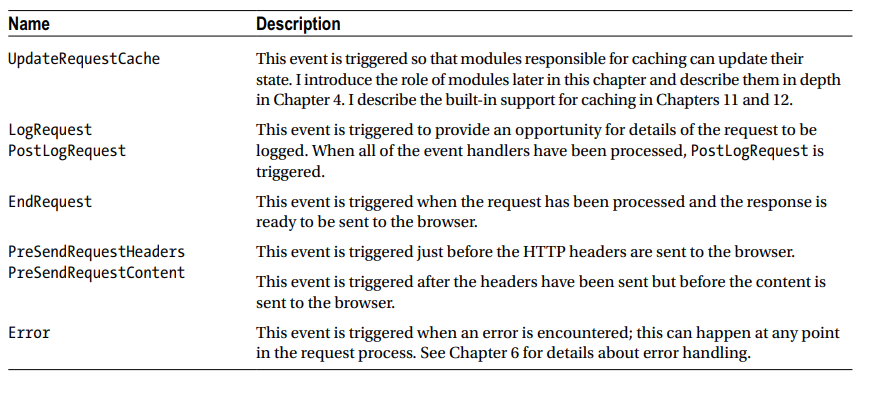 Name Description
UpdateRequestCache This event is triggered so that modules responsible for caching can update their
state. I introduce the role of modules later in this chapter and describe them in depth
in Chapter 4. I describe the built-in support for caching in Chapters 11 and 12.
LogRequest This event is triggered to provide an opportunity for details of the request to be
PostLogRequest logged. When all of the event handlers have been processed, PostLogRequest is
triggered.
EndRequest This event is triggered when the request has been processed and the response is
ready to be sent to the browser.
PreSendRequestHeaders This event is triggered just before the HTTP headers are sent to the browser.
PreSendRequestContent
This event is triggered after the headers have been sent but before the content is
sent to the browser.
Error This event is triggered when an error is encountered; this can happen at any point
in the request process. See Chapter 6 for details about error handling.